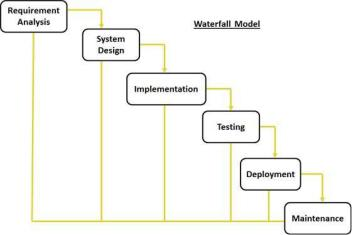 Requirement
Analysis
Waterfall Model
System
Design
Implementation
Testing
Deployment
Maintenance